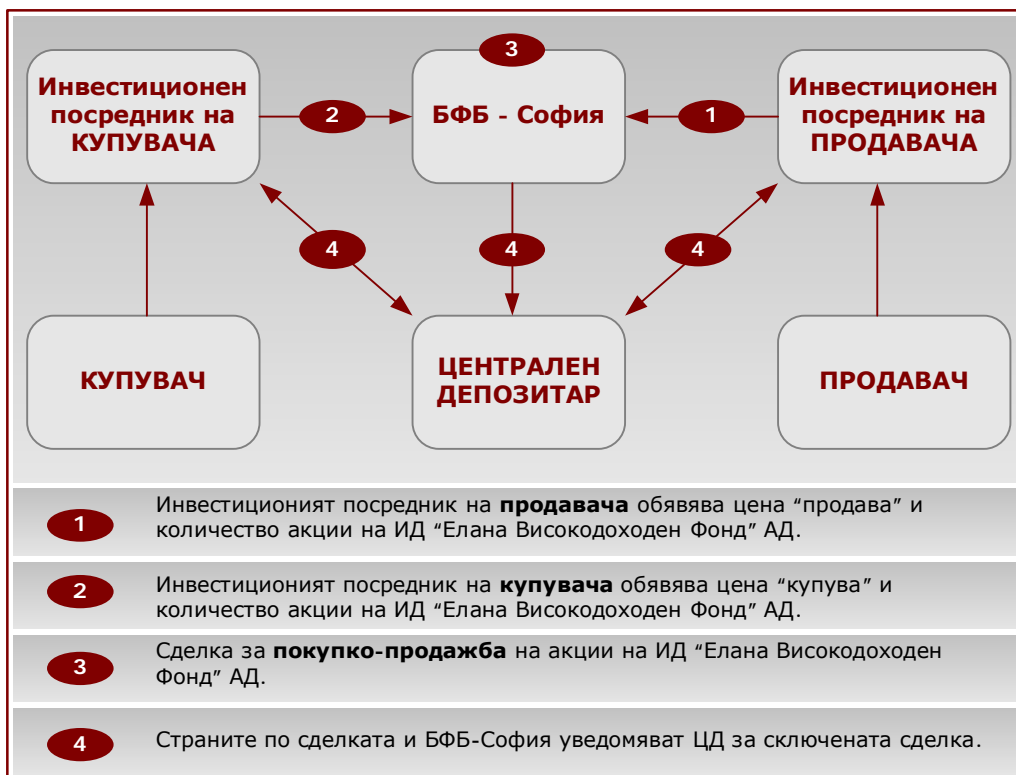 3
Инвестиционен
посредник на
КУПУВАЧА
2
БФБ - София
1
Инвестиционен
посредник на
ПРОДАВАЧА
4
4
4
КУПУВАЧ
ЦЕНТРАЛЕН
ДЕПОЗИТАР
ПРОДАВАЧ
1
Инвестиционият посредник на продавача обявява цена “продава” и
количество акции на ИД “Елана Високодоходен Фонд” АД.
2
Инвестиционият посредник на купувача обявява цена “купува” и
количество акции на ИД “Елана Високодоходен Фонд” АД.
3
Сделка за покупко-продажба на акции на ИД “Елана Високодоходен
Фонд” АД.
4
Страните по сделката и БФБ-София уведомяват ЦД за сключената сделка.